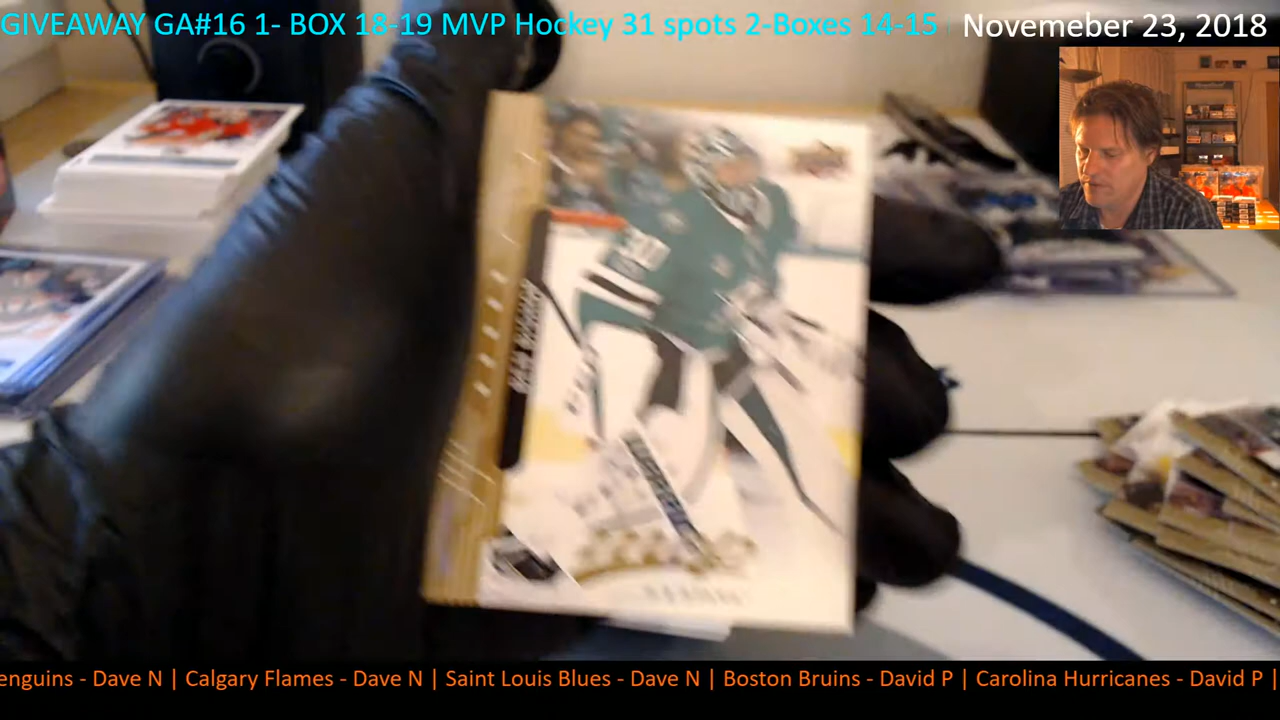 GIVEAWAY GA#16 1- BOX 18-19 MVP Hockey 31 spots 2-Boxes 14-15
Novemeber 23, 2018
enguins - Dave N | Calgary Flames - Dave N | Saint Louis Blues - Dave N | Boston Bruins - David P | Carolina Hurricanes - David P |